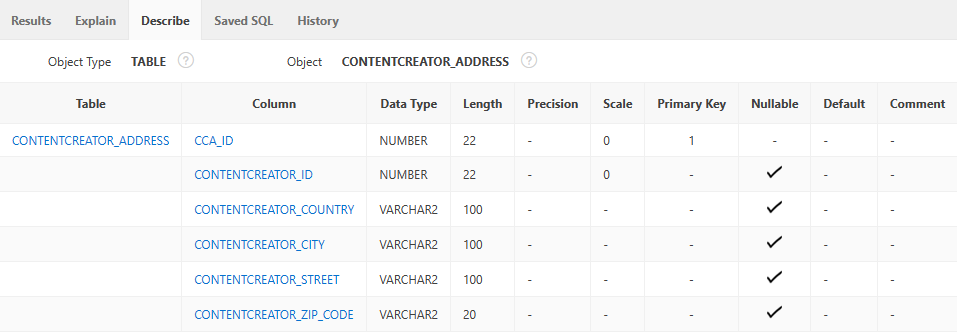 Results Explain Describe Saved SQL History
Object Type TABLE ? Object CONTENTCREATOR_ADDRESS ?
Table Column Data Type Length Precision Scale Primary Key Nullable Default Comment
CONTENTCREATOR_ADDRESS CCA_ID NUMBER 22 - 0 1 - - -
CONTENTCREATOR_ID NUMBER 22 - 0 - ✓ - -
CONTENTCREATOR_COUNTRY VARCHAR2 100 - - - ✓ - -
CONTENTCREATOR_CITY VARCHAR2 100 - - - ✓ - -
CONTENTCREATOR_STREET VARCHAR2 100 - - - ✓ - -
CONTENTCREATOR_ZIP_CODE VARCHAR2 20 - - - ✓ - -